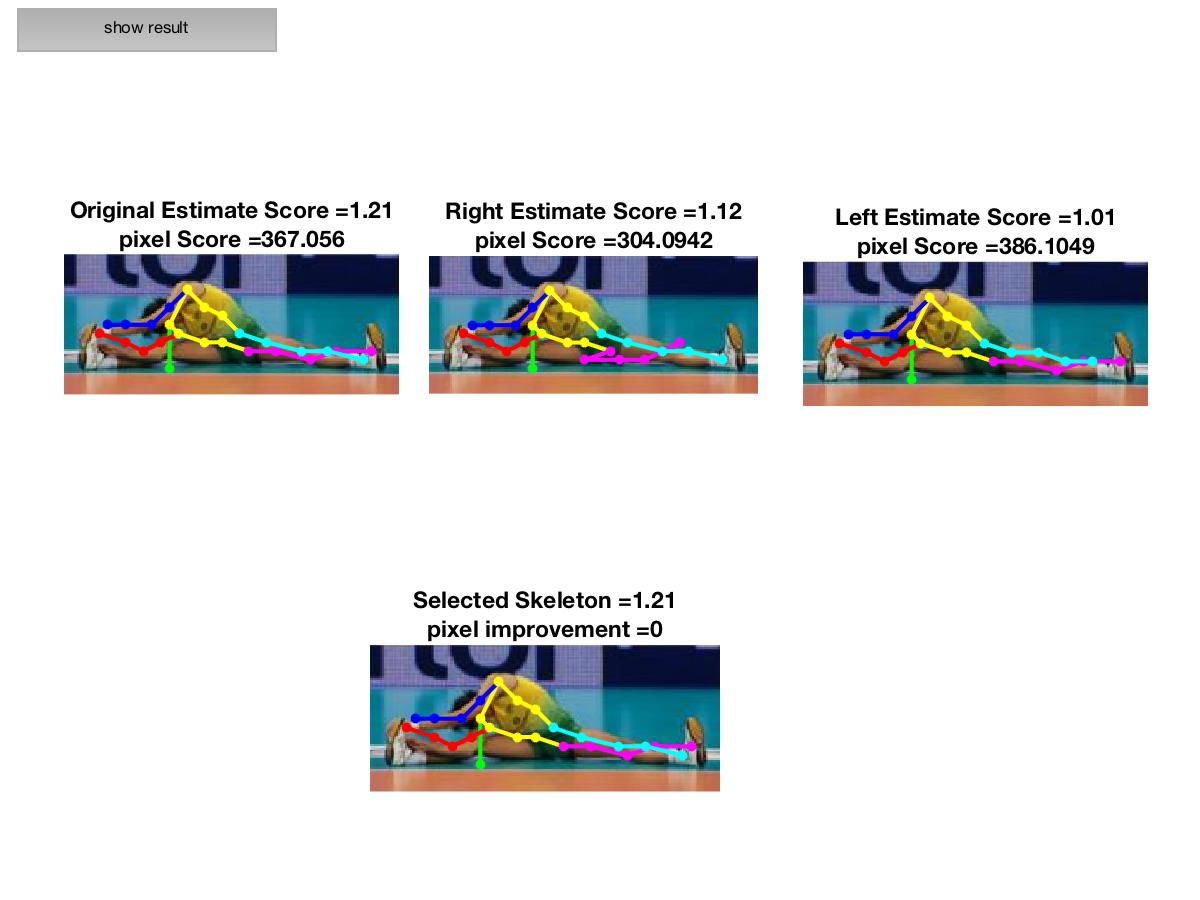 show result
Original Estimate Score =1.21
pixel Score =367.056
Right Estimate Score =1.12
pixel Score =304.0942
Left Estimate Score =1.01
pixel Score =386.1049
Selected Skeleton =1.21
pixel improvement =0